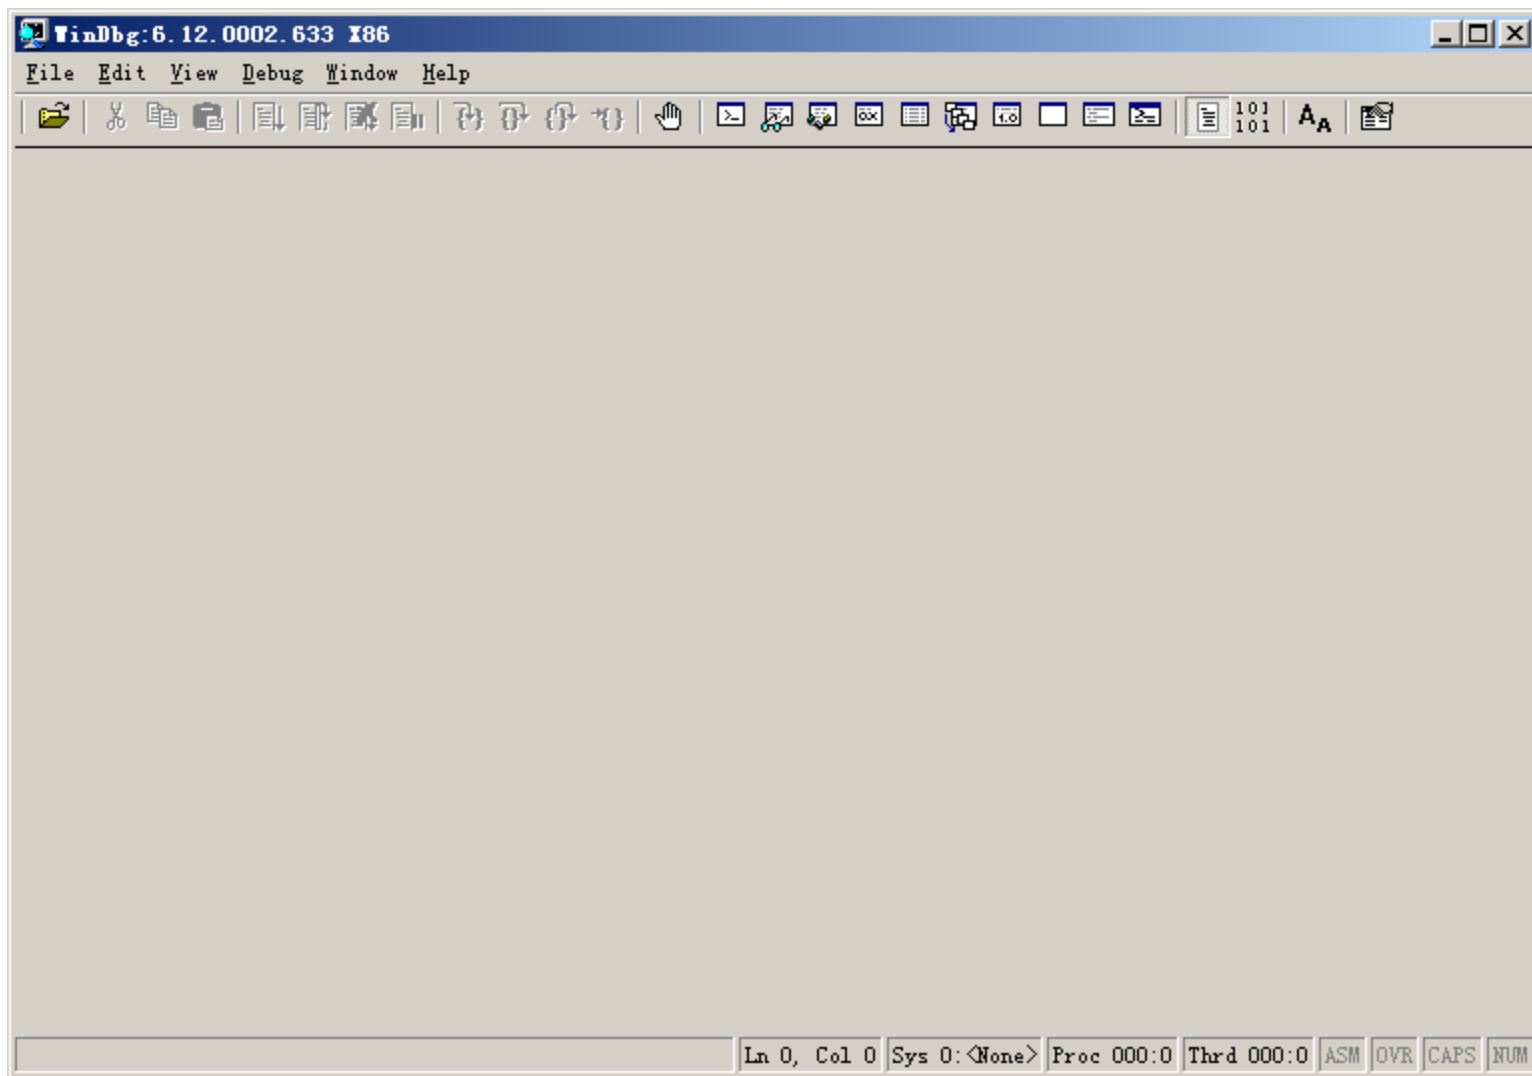 WinDbg:6.12.0002.633 X86
File Edit View Debug Window Help
101
101
AA
Ln 0, Col 0 Sys 0:<None> Proc 000:0 Thrd 000:0 ASM OVR CAPS NUM